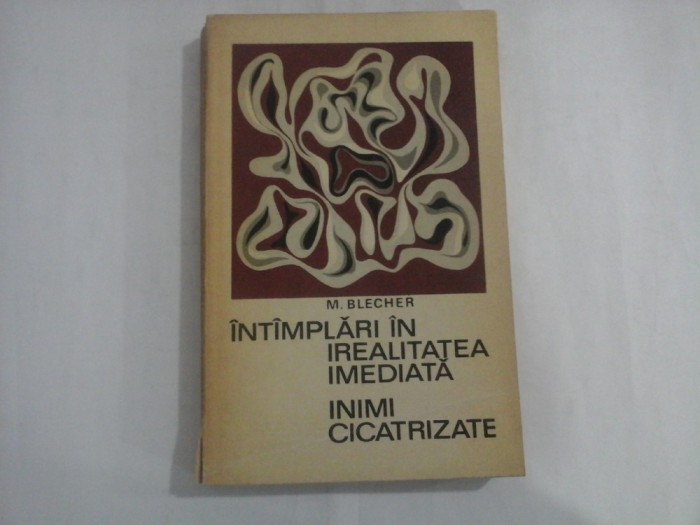 M. BLECHER
ÎNTÎMPLĂRI ÎN
IREALITATEA
IMEDIATĂ
INIMI
CICATRIZATE